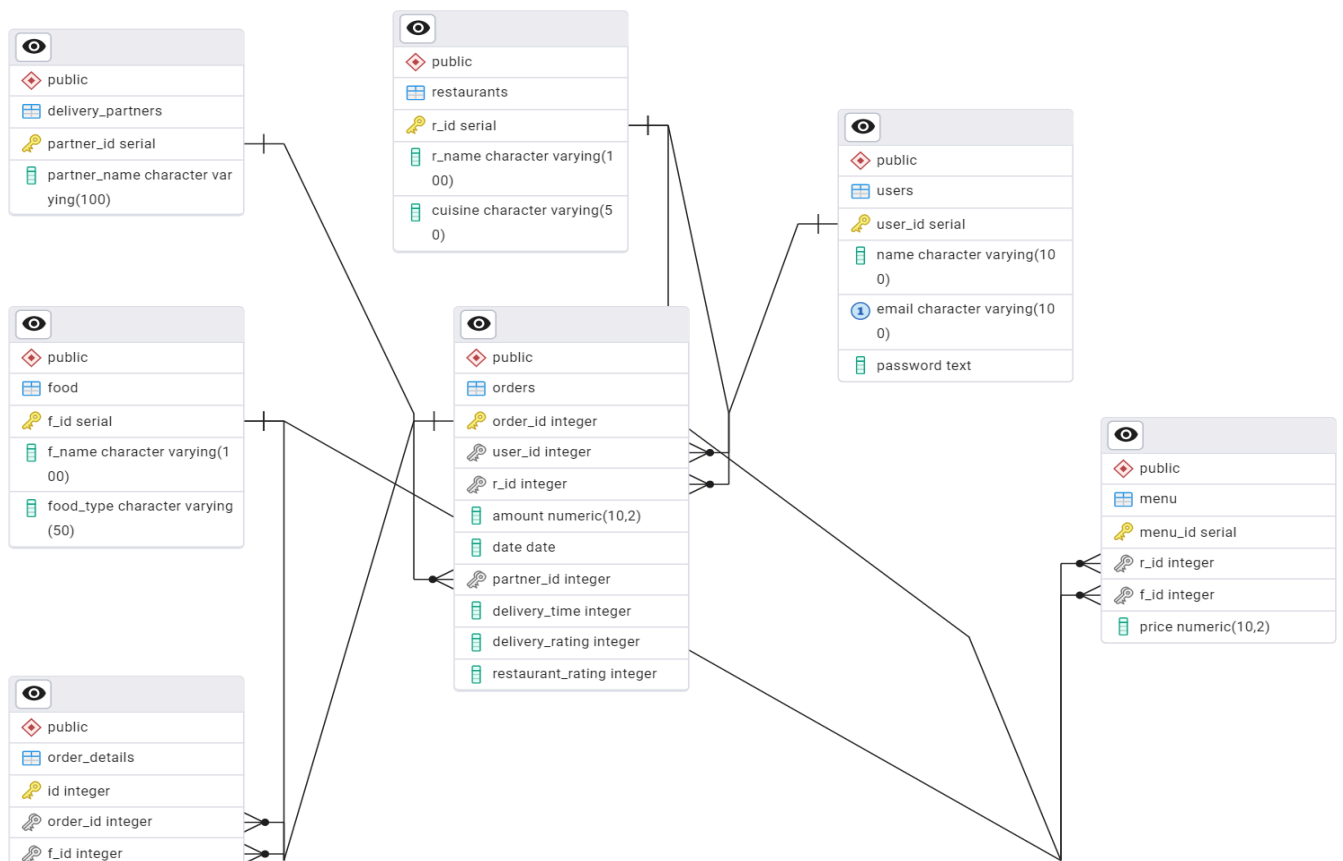 public
delivery_partners
partner_id serial
partner_name character var
ying(100)
public
restaurants
r_id serial
r_name character varying(1
00)
cuisine character varying(5
0)
public
users
user_id serial
name character varying(10
0)
1 email character varying(10
0)
password text
public
food
f_id serial
f_name character varying(1
00)
food_type character varying
(50)
public
orders
order_id integer
user_id integer
r_id integer
amount numeric(10,2)
date date
partner_id integer
delivery_time integer
delivery_rating integer
restaurant_rating integer
public
menu
menu_id serial
r_id integer
f_id integer
price numeric(10,2)
public
order_details
id integer
order_id integer
f_id integer